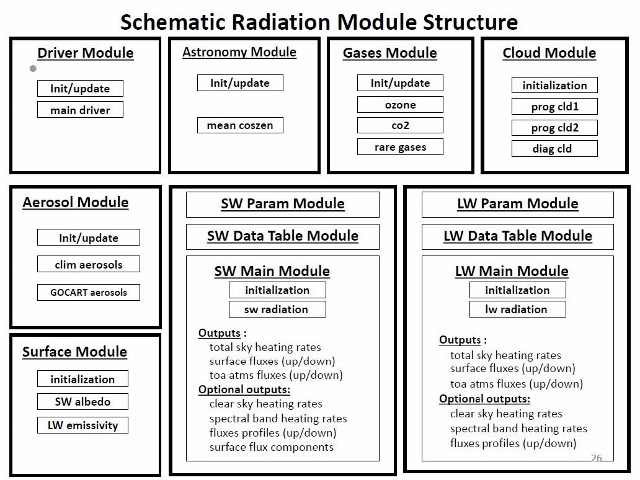 Schematic Radiation Module Structure
Driver Module
Init/update
main driver
Astronomy Module
Init/update
mean coszen
Gases Module
Init/update
ozone
co2
rare gases
Cloud Module
initialization
prog cld1
prog cld2
diag cld
Aerosol Module
Init/update
clim aerosols
GOCART aerosols
Surface Module
initialization
SW albedo
LW emissivity
SW Param Module
SW Data Table Module
SW Main Module
initialization
sw radiation
Outputs :
total sky heating rates
surface fluxes (up/down)
toa atms fluxes (up/down)
Optional outputs:
clear sky heating rates
spectral band heating rates
fluxes profiles (up/down)
surface flux components
LW Param Module
LW Data Table Module
LW Main Module
initialization
lw radiation
Outputs :
total sky heating rates
surface fluxes (up/down)
toa atms fluxes (up/down)
Optional outputs:
clear sky heating rates
spectral band heating rates
fluxes profiles (up/down)
26